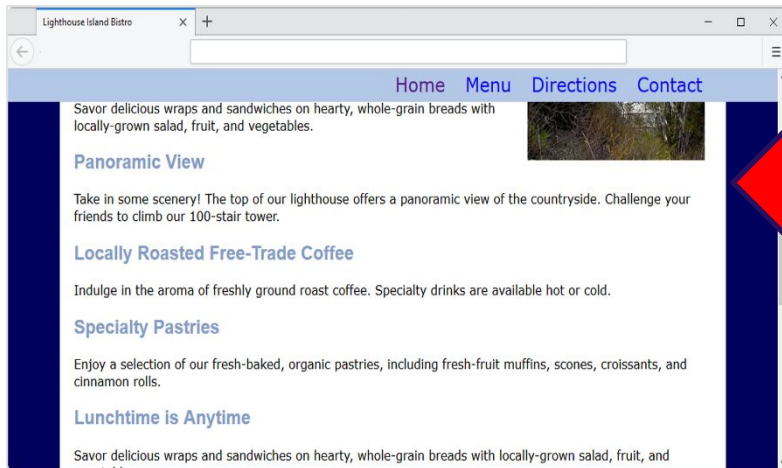 Lighthouse Island Bistro
Home Menu Directions Contact
Savor delicious wraps and sandwiches on hearty, whole-grain breads with
locally-grown salad, fruit, and vegetables.
Panoramic View
Take in some scenery! The top of our lighthouse offers a panoramic view of the countryside. Challenge your
friends to climb our 100-stair tower.
Locally Roasted Free-Trade Coffee
Indulge in the aroma of freshly ground roast coffee. Specialty drinks are available hot or cold.
Specialty Pastries
Enjoy a selection of our fresh-baked, organic pastries, including fresh-fruit muffins, scones, croissants, and
cinnamon rolls.
Lunchtime is Anytime
Savor delicious wraps and sandwiches on hearty, whole-grain breads with locally-grown salad, fruit, and